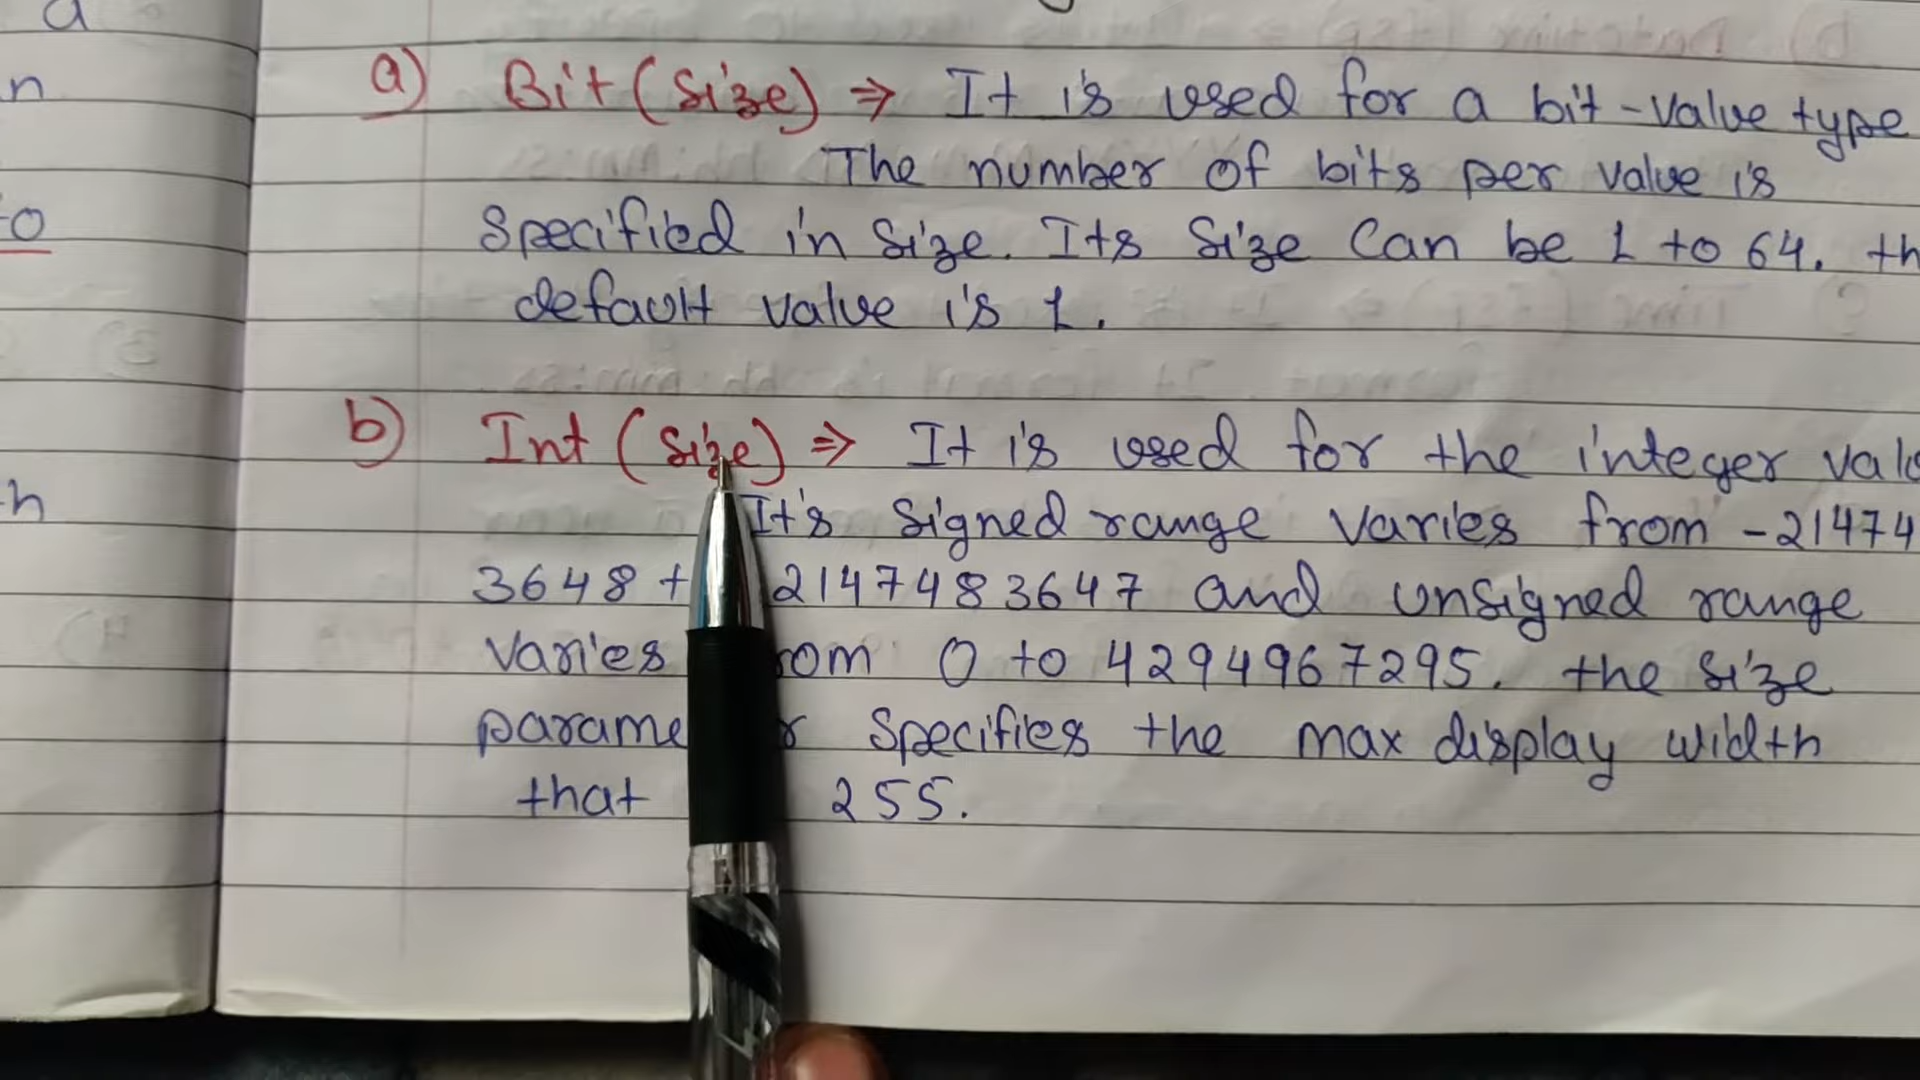 a
n
o
h
a) Bit (Size) ⇒ It is used for a bit-value type
The number of bits per value is
specified in size. Its Size Can be 1 to 64. th
default value is 1.
b) Int (Size) ⇒ It is used for the integer
It's signed range varies from -21474
3648 2147483647 and unsigned range
varies 0 to 4294967295. the size
specifies the max display width
that 255.